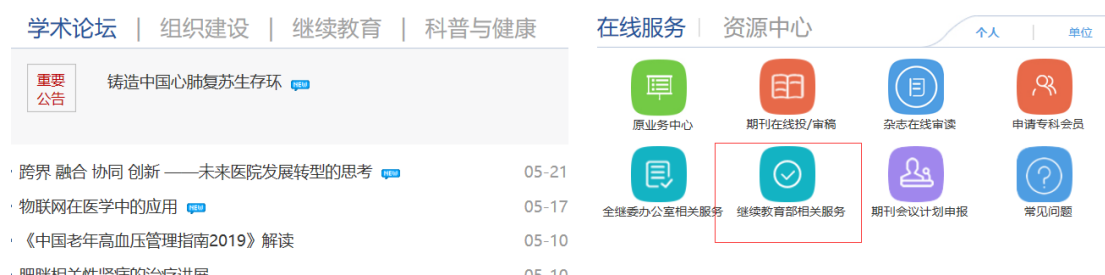 学术论坛 | 组织建设 | 继续教育 | 科普与健康
重要
公告
铸造中国心肺复苏生存环 NEW
跨界 融合 协同 创新 ——未来医院发展转型的思考 NEW 05-21
物联网在医学中的应用 NEW 05-17
《中国老年高血压管理指南2019》解读 05-10
在线服务 资源中心
个人 单位
原业务中心 期刊在线投/审稿 杂志在线审读 申请专科会员
全继委办公室相关服务 继续教育部相关服务 期刊会议计划申报 常见问题